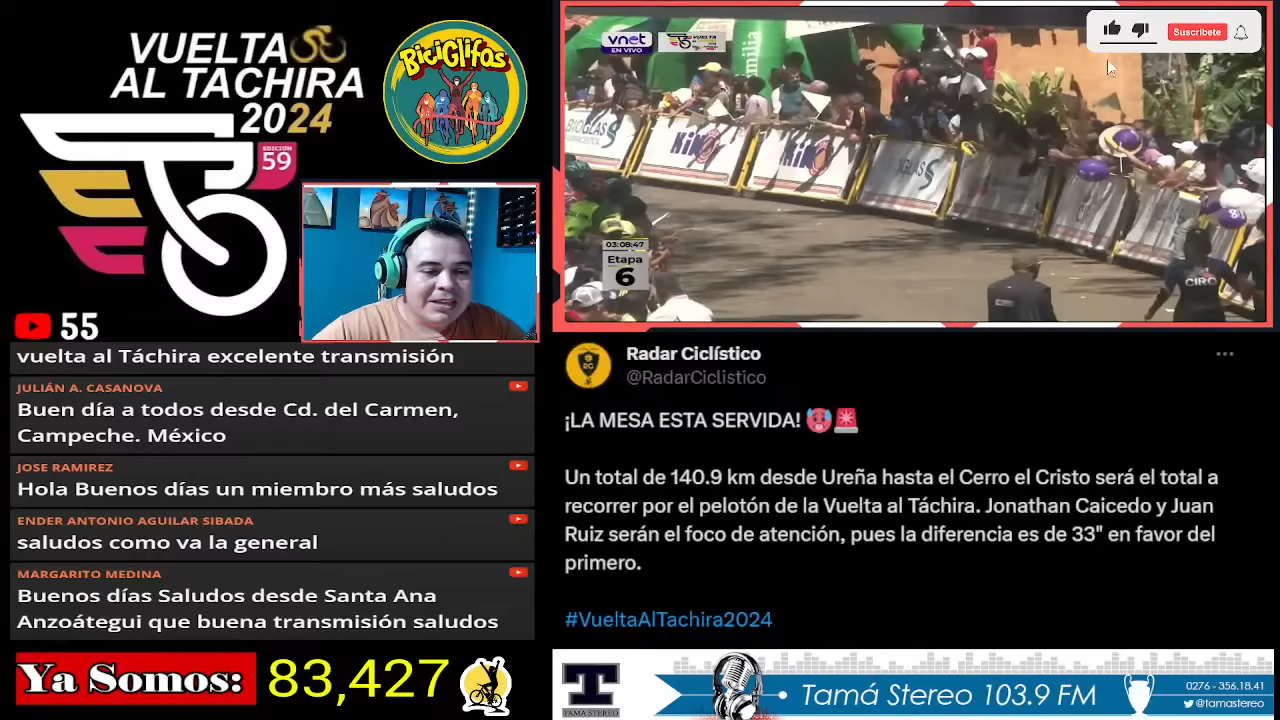 VUELTA
AL TACHIRA
2024
EDICIÓN
59
BiciGlifos
55
vuelta al Táchira excelente transmisión
JULIÁN A. CASANOVA
Buen día a todos desde Cd. del Carmen,
Campeche. México
JOSE RAMIREZ
Hola Buenos días un miembro más saludos
ENDER ANTONIO AGUILAR SIBADA
saludos como va la general
MARGARITO MEDINA
Buenos días Saludos desde Santa Ana
Anzoátegui que buena transmisión saludos
Ya Somos: 83,427
vnet
EN VIVO
VUELTA
Suscríbete
familia
BIOGLASS
CIRO
03:08:47
Etapa
6
Radar Ciclístico
@RadarCiclistico
¡LA MESA ESTA SERVIDA! 🥵🚨
Un total de 140.9 km desde Ureña hasta el Cerro el Cristo será el total a
recorrer por el pelotón de la Vuelta al Táchira. Jonathan Caicedo y Juan
Ruiz serán el foco de atención, pues la diferencia es de 33" en favor del
primero.
#VueltaAlTachira2024
T
TAMA STEREO
Tamá Stereo 103.9 FM
0276 - 356.18.41
@tamastereo